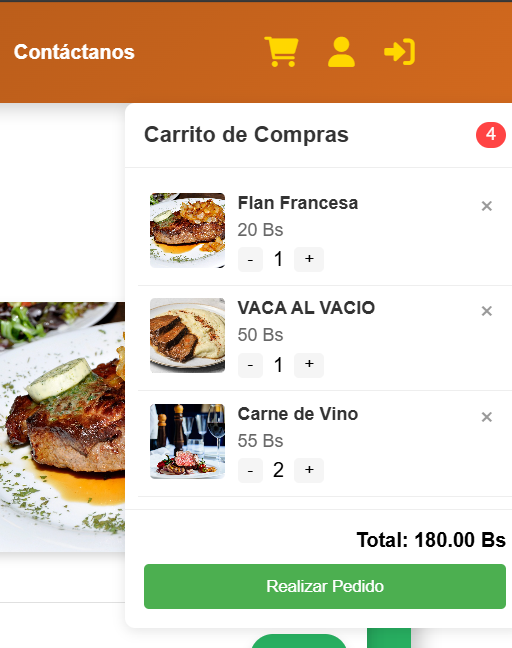 Contáctanos
Carrito de Compras
4
Flan Francesa
×
20 Bs
- 1 +
VACA AL VACIO
×
50 Bs
- 1 +
Carne de Vino
×
55 Bs
- 2 +
Total: 180.00 Bs
Realizar Pedido